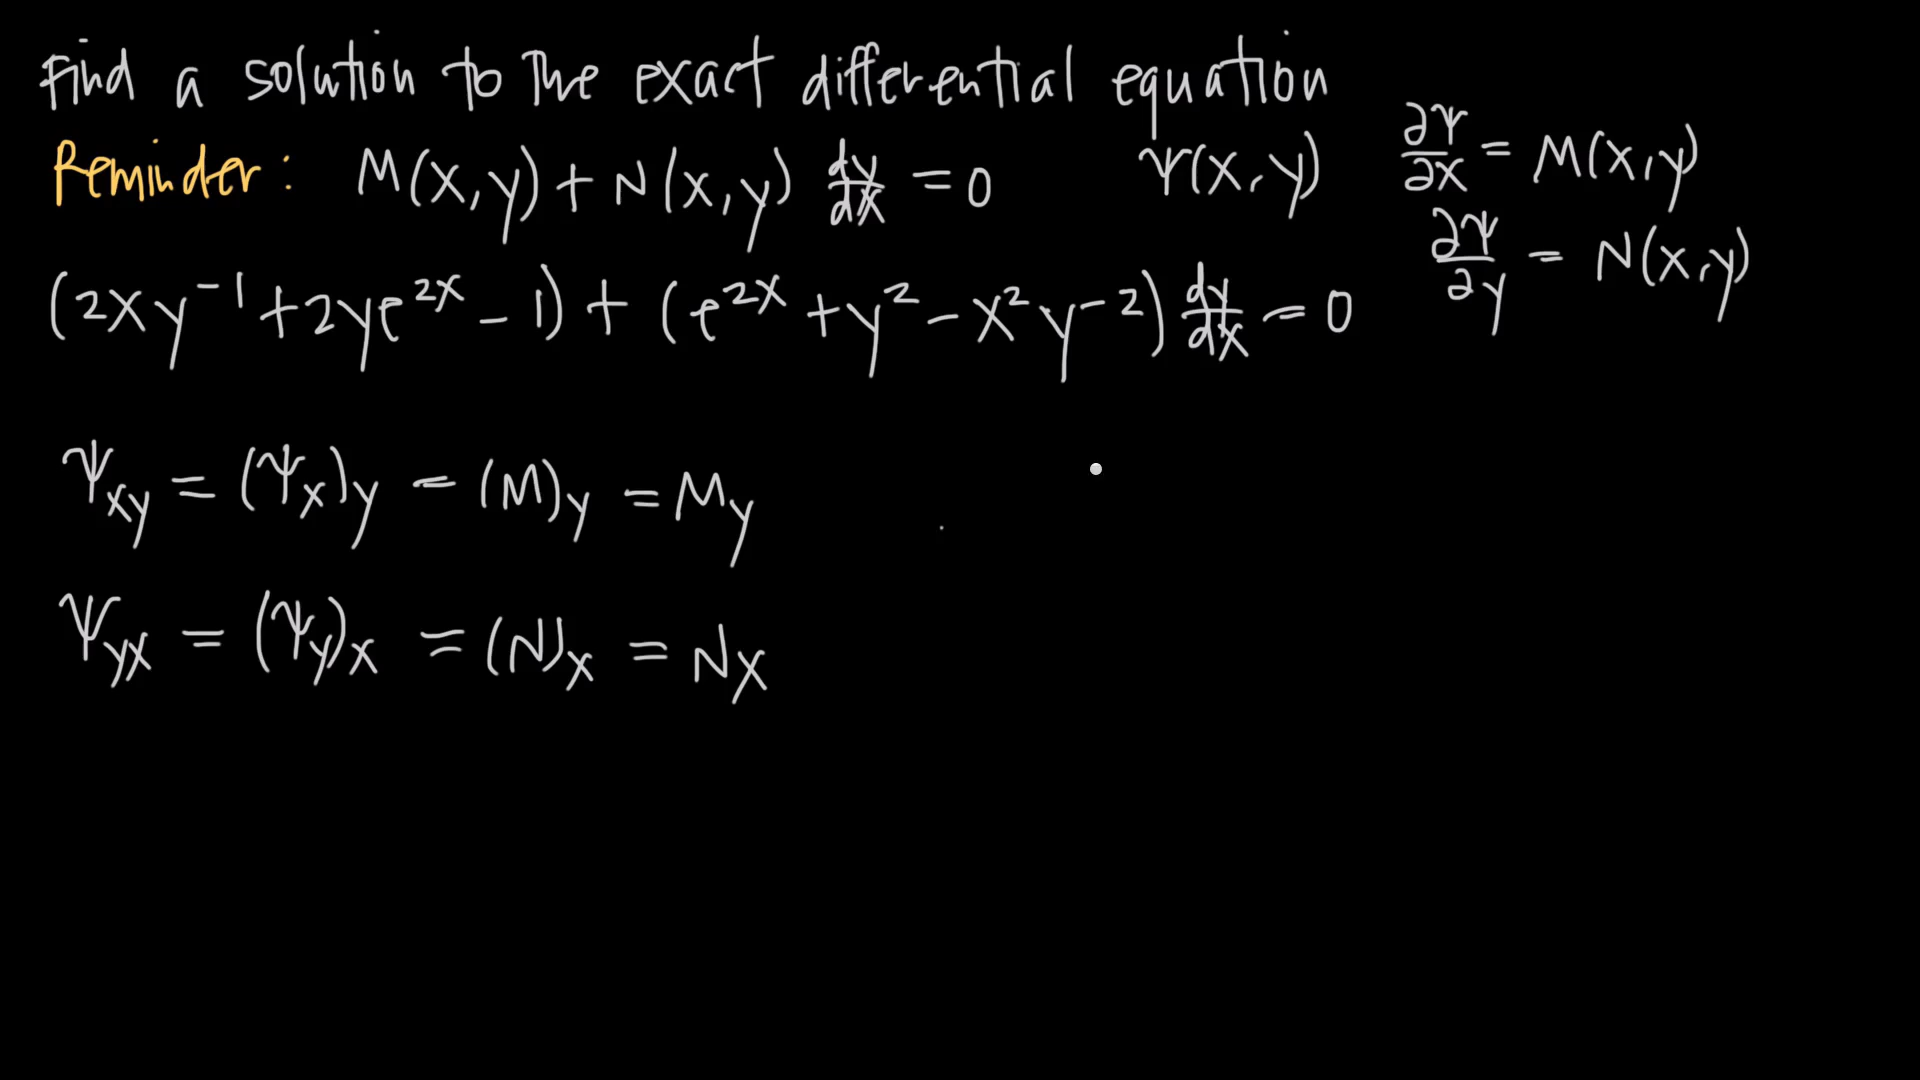 Find a solution to the exact differential equation
Reminder: M(x,y) + N(x,y) dy/dx = 0 Ψ(x,y) ∂Ψ/∂x = M(x,y)
∂Ψ/∂y = N(x,y)
(2xy⁻¹ + 2ye²ˣ - 1) + (e²ˣ + y² - x²y⁻²) dy/dx = 0
Ψxy = (Ψx)y = (M)y = My
Ψyx = (Ψy)x = (N)x = Nx